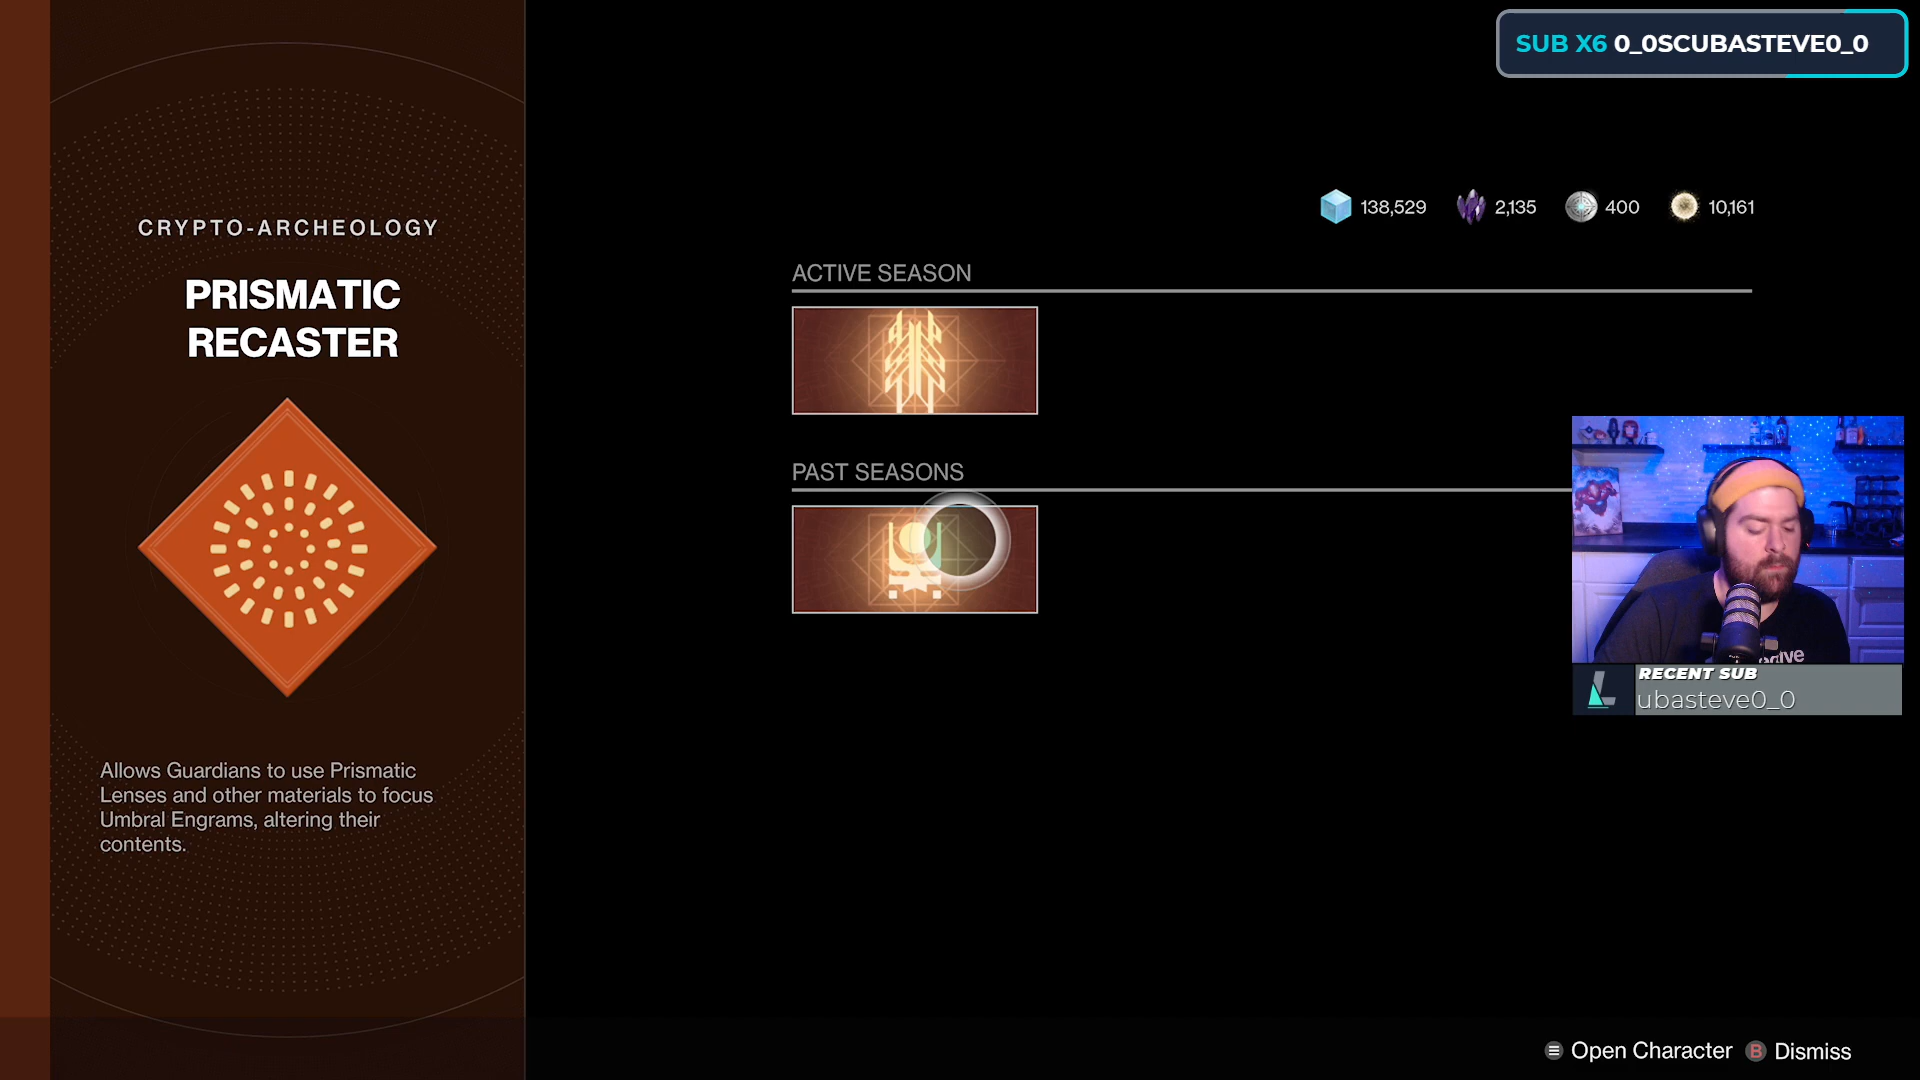 SUB X6 0_0SCUBASTEVE0_0
138,529 2,135 400 10,161
CRYPTO-ARCHEOLOGY
PRISMATIC
RECASTER
Allows Guardians to use Prismatic
Lenses and other materials to focus
Umbral Engrams, altering their
contents.
ACTIVE SEASON
PAST SEASONS
RECENT SUB
ubasteve0_0
Open Character B Dismiss